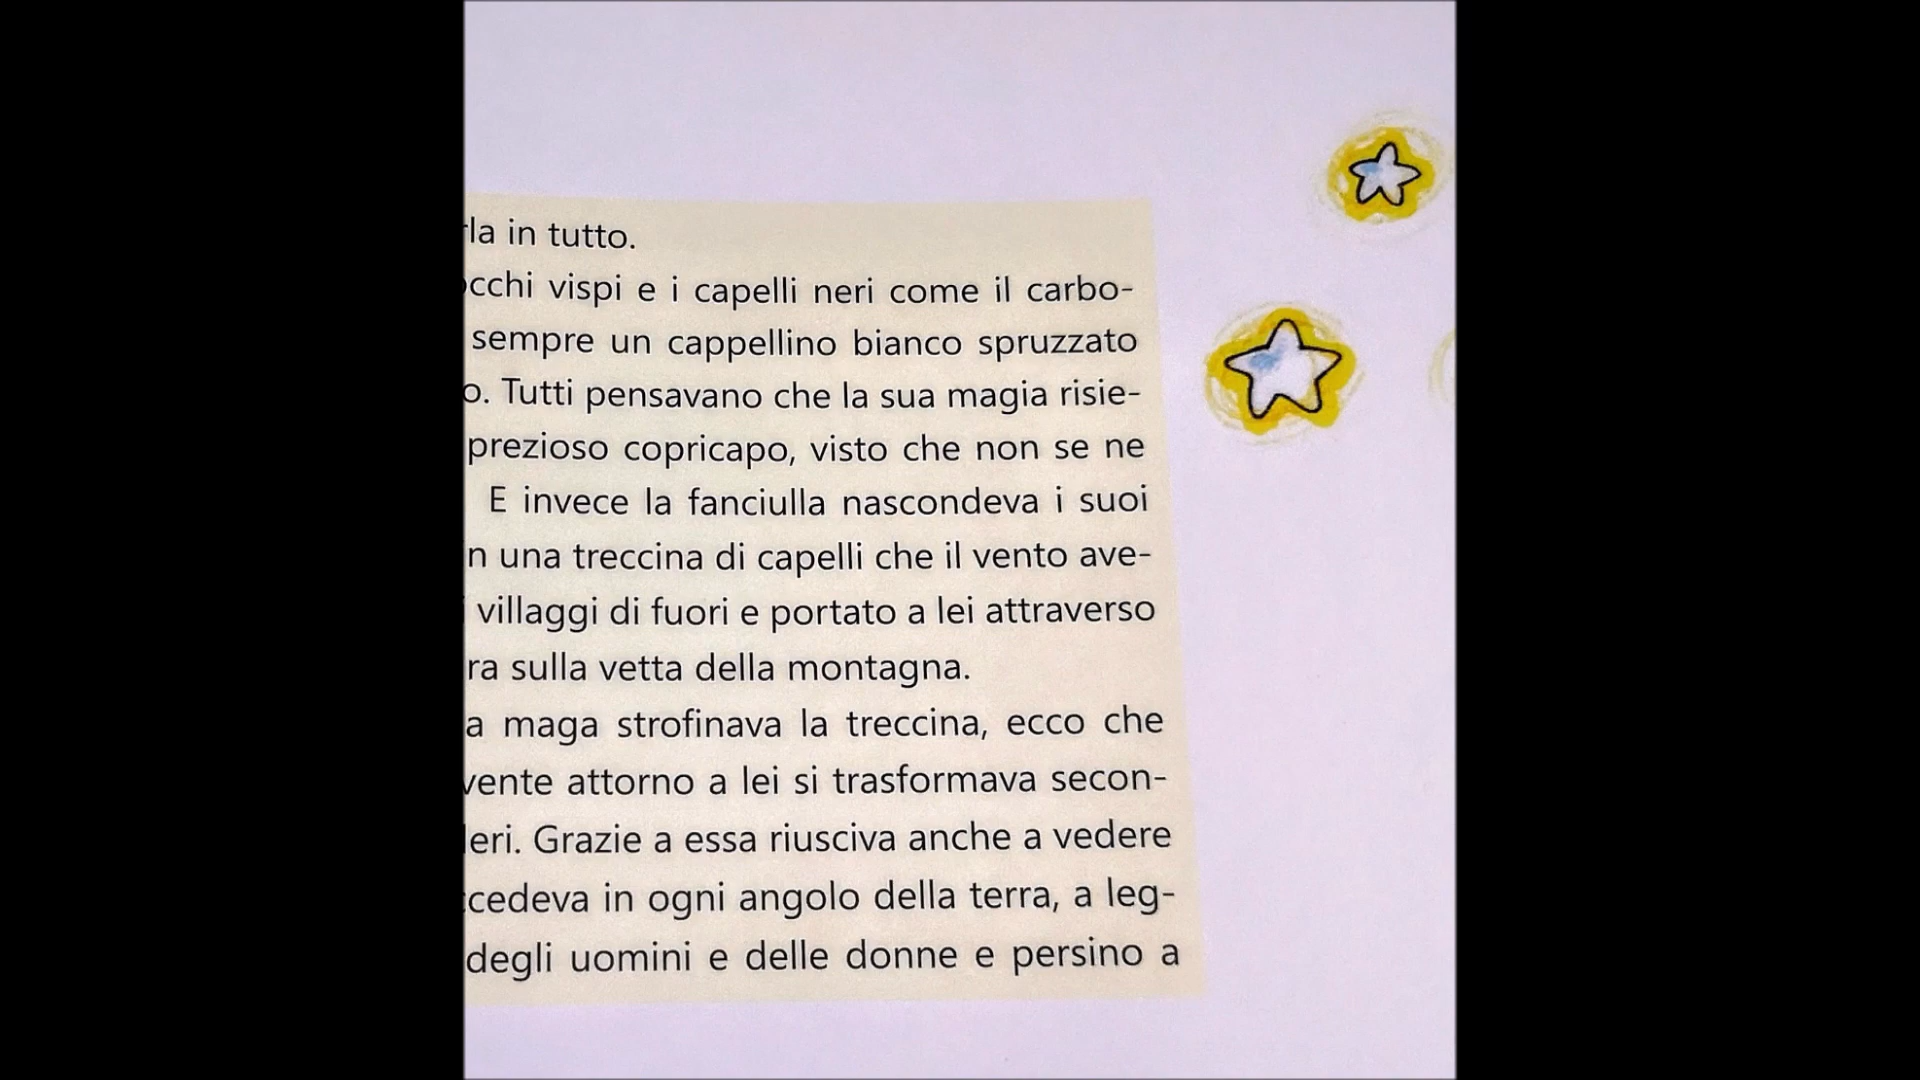 la in tutto.
cchi vispi e i capelli neri come il carbo-
sempre un cappellino bianco spruzzato
o. Tutti pensavano che la sua magia risie-
prezioso copricapo, visto che non se ne
E invece la fanciulla nascondeva i suoi
n una treccina di capelli che il vento ave-
villaggi di fuori e portato a lei attraverso
ra sulla vetta della montagna.
a maga strofinava la treccina, ecco che
vente attorno a lei si trasformava secon-
eri. Grazie a essa riusciva anche a vedere
cedeva in ogni angolo della terra, a leg-
degli uomini e delle donne e persino a